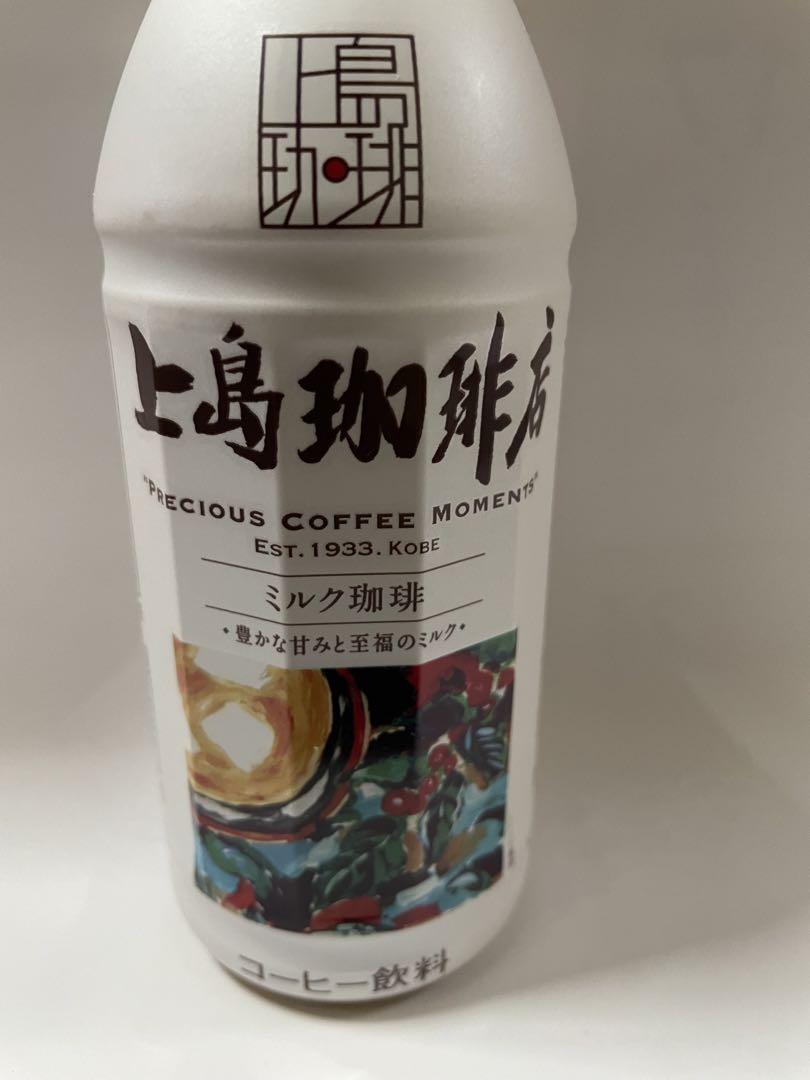 上島
珈琲
上島珈琲店
"PRECIOUS COFFEE MOMENTS"
EST. 1933. KOBE
ミルク珈琲
・豊かな甘みと至福のミルク・
コーヒー飲料